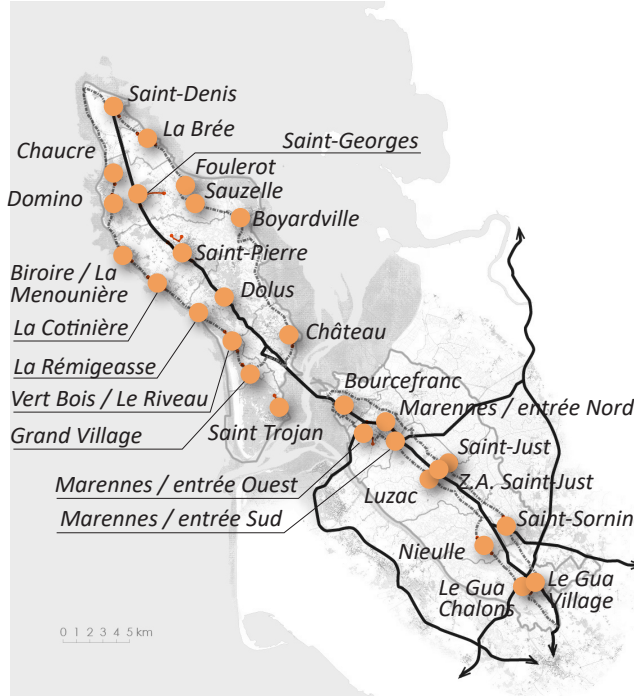 Saint-Denis
La Brée
Saint-Georges
Chaucre
Foulerot
Sauzelle
Domino
Boyardville
Saint-Pierre
Biroire / La
Menounière
Dolus
La Cotinière
Château
La Rémigeasse
Bourcefranc
Vert Bois / Le Riveau
Marennes / entrée Nord
Grand Village
Saint Trojan
Saint-Just
Marennes / entrée Ouest
Z.A. Saint-Just
Luzac
Marennes / entrée Sud
Saint-Sornin
Nieulle
Le Gua
Chalons
Le Gua
Village
0 1 2 3 4 5 km